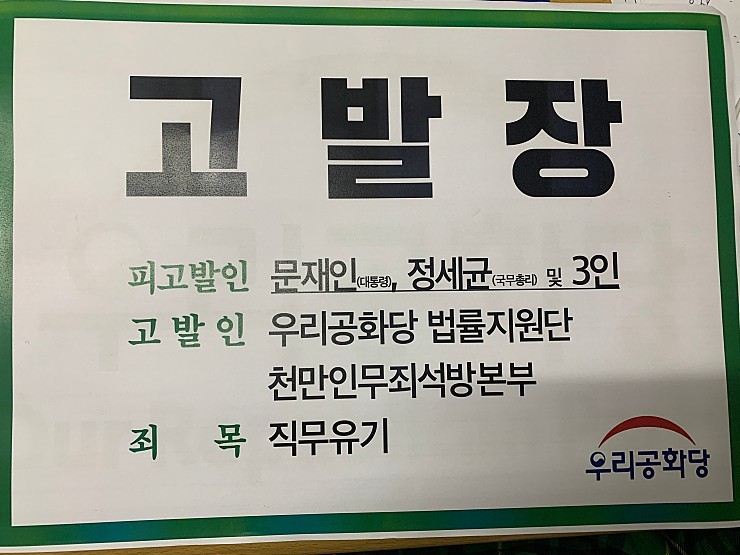 고발장
피고발인 문재인(대통령), 정세균(국무총리) 및 3인
고발인 우리공화당 법률지원단
천만인무죄석방본부
죄목 직무유기
우리공화당